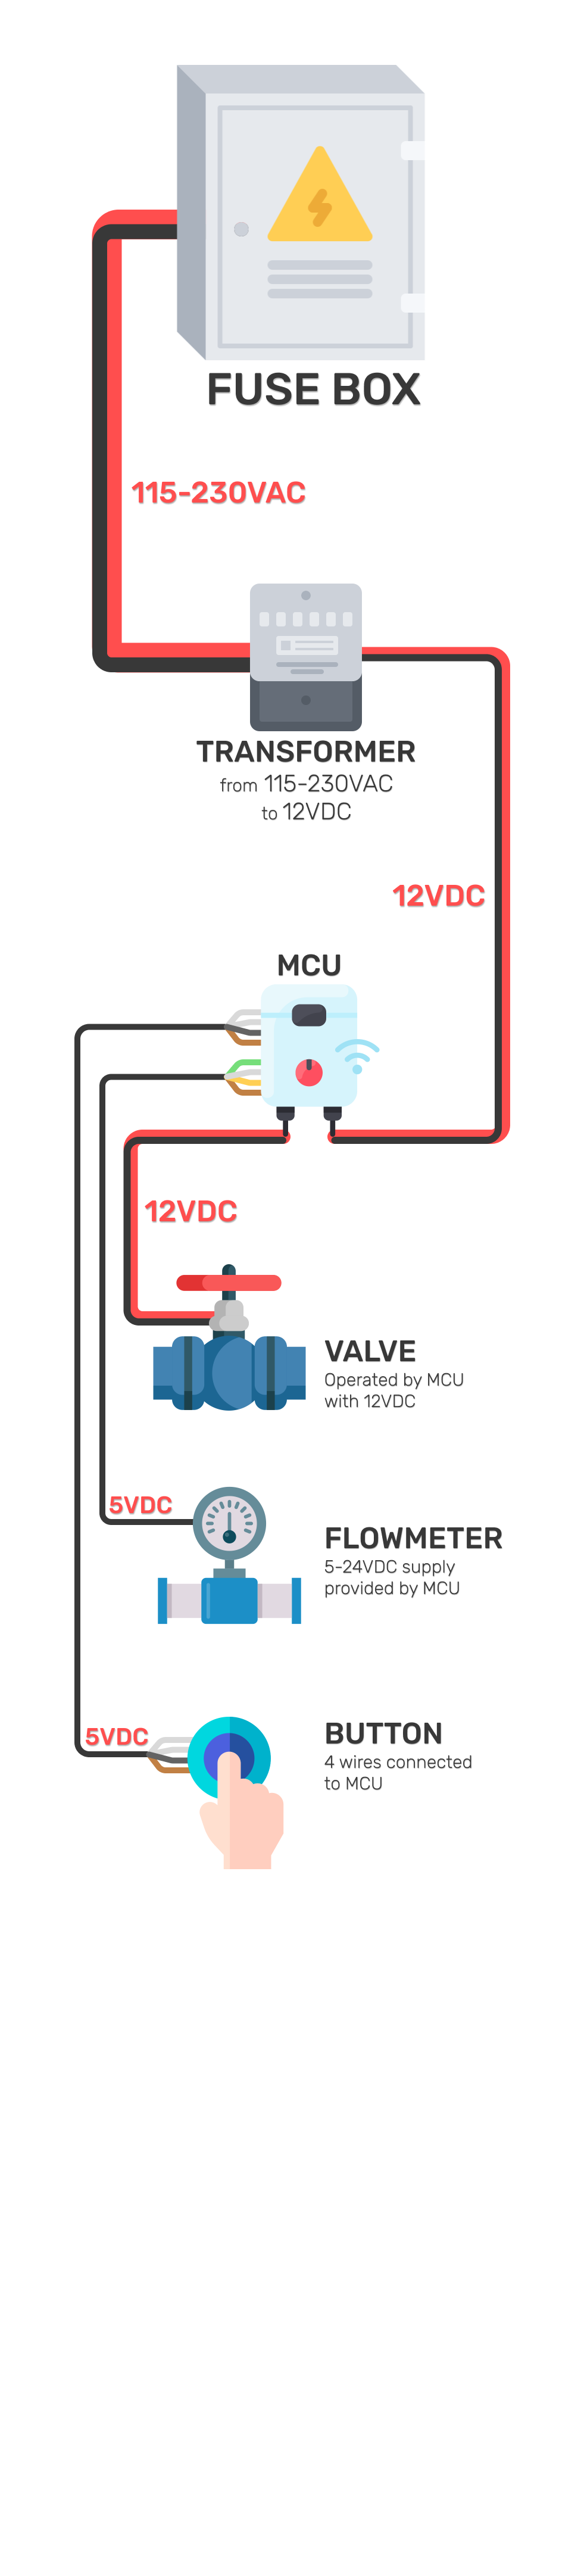 FUSE BOX
115-230VAC
TRANSFORMER
from 115-230VAC
to 12VDC
12VDC
MCU
12VDC
VALVE
Operated by MCU
with 12VDC
5VDC
FLOWMETER
5-24VDC supply
provided by MCU
5VDC
BUTTON
4 wires connected
to MCU